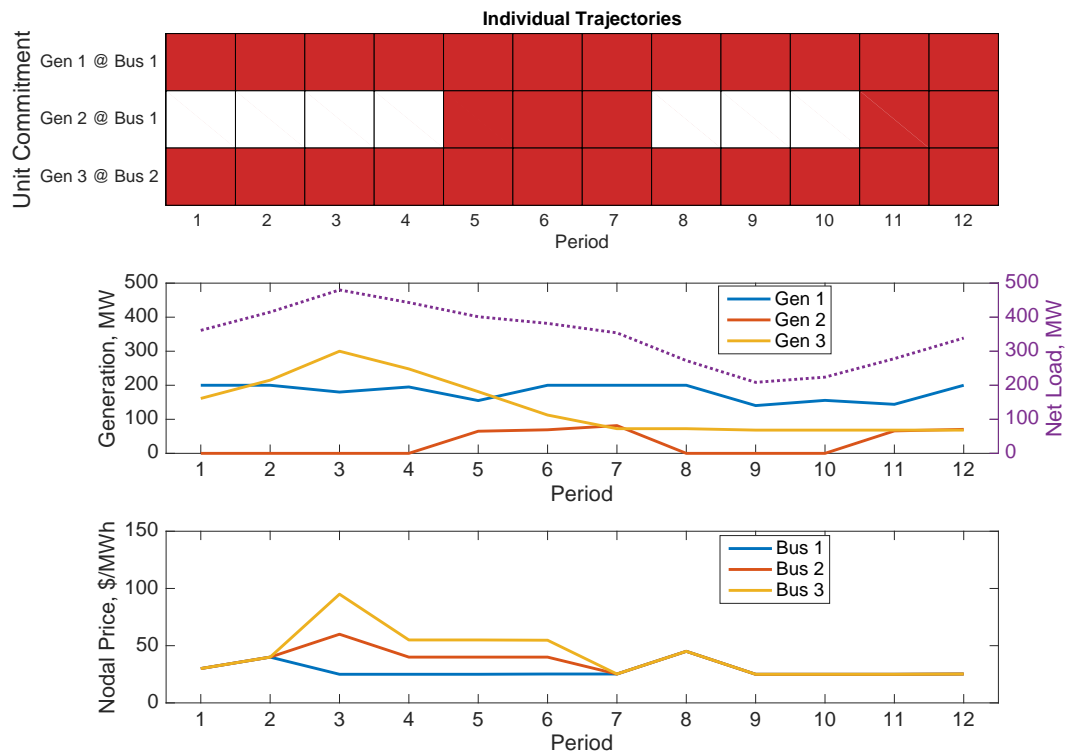 Individual Trajectories
Unit Commitment
Gen 1 @ Bus 1
Gen 2 @ Bus 1
Gen 3 @ Bus 2
1 2 3 4 5 6 7 8 9 10 11 12
Period
Generation, MW
500
400
300
200
100
0
Gen 1
Gen 2
Gen 3
500
400
300
200
100
0
Net Load, MW
1 2 3 4 5 6 7 8 9 10 11 12
Period
Nodal Price, $/MWh
150
100
50
0
Bus 1
Bus 2
Bus 3
1 2 3 4 5 6 7 8 9 10 11 12
Period